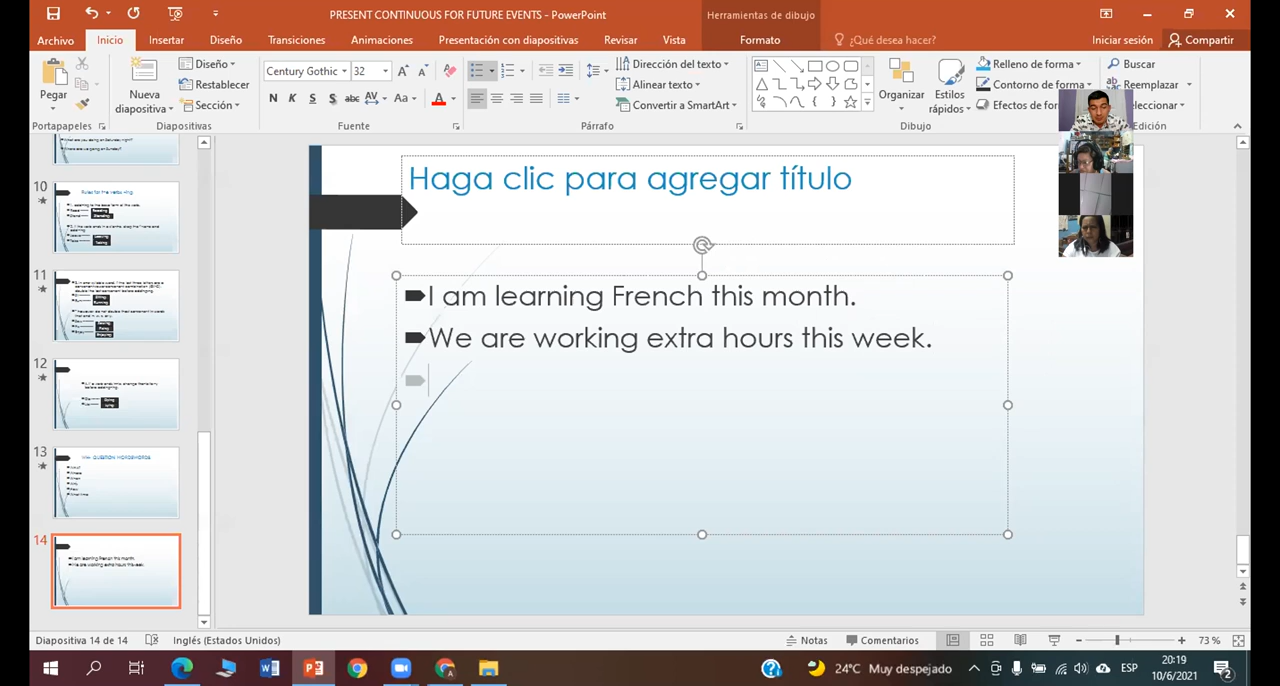 PRESENT CONTINUOUS FOR FUTURE EVENTS - PowerPoint
Herramientas de dibujo
Archivo Inicio Insertar Diseño Transiciones Animaciones Presentación con diapositivas Revisar Vista Formato ¿Qué desea hacer? Iniciar sesión Compartir
Pegar
Nueva diapositiva
Diseño
Restablecer
Sección
Century Gothic 32
N K S S abc AV Aa A
Dirección del texto
Alinear texto
Convertir a SmartArt
Organizar
Estilos rápidos
Relleno de forma
Contorno de forma
Efectos de for
Buscar
Reemplazar
eleccionar
Portapapeles Diapositivas Fuente Párrafo Dibujo Edición
10
11
12
13
14
Haga clic para agregar título
I am learning French this month.
We are working extra hours this week.
Diapositiva 14 de 14 Inglés (Estados Unidos) Notas Comentarios 73 %
24°C Muy despejado ESP 20:19
10/6/2021
2